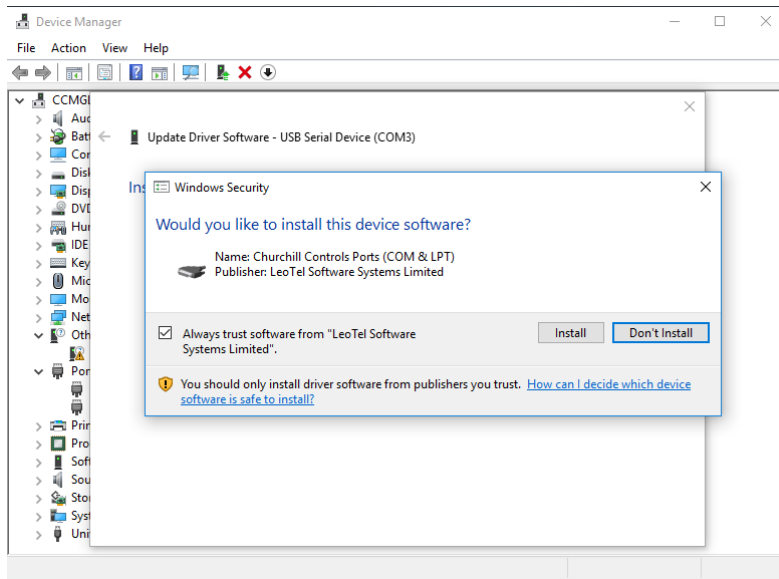 Device Manager
File Action View Help
CCMGI
Update Driver Software - USB Serial Device (COM3)
Windows Security
Would you like to install this device software?
Name: Churchill Controls Ports (COM & LPT)
Publisher: LeoTel Software Systems Limited
Always trust software from "LeoTel Software
Systems Limited".
Install
Don't Install
You should only install driver software from publishers you trust. How can I decide which device
software is safe to install?
Aud
Batt
Cor
Disk
Disp
DVD
Hur
IDE
Key
Mic
Mo
Net
Oth
Por
Prin
Pro
Soft
Sou
Stor
Syst
Uni